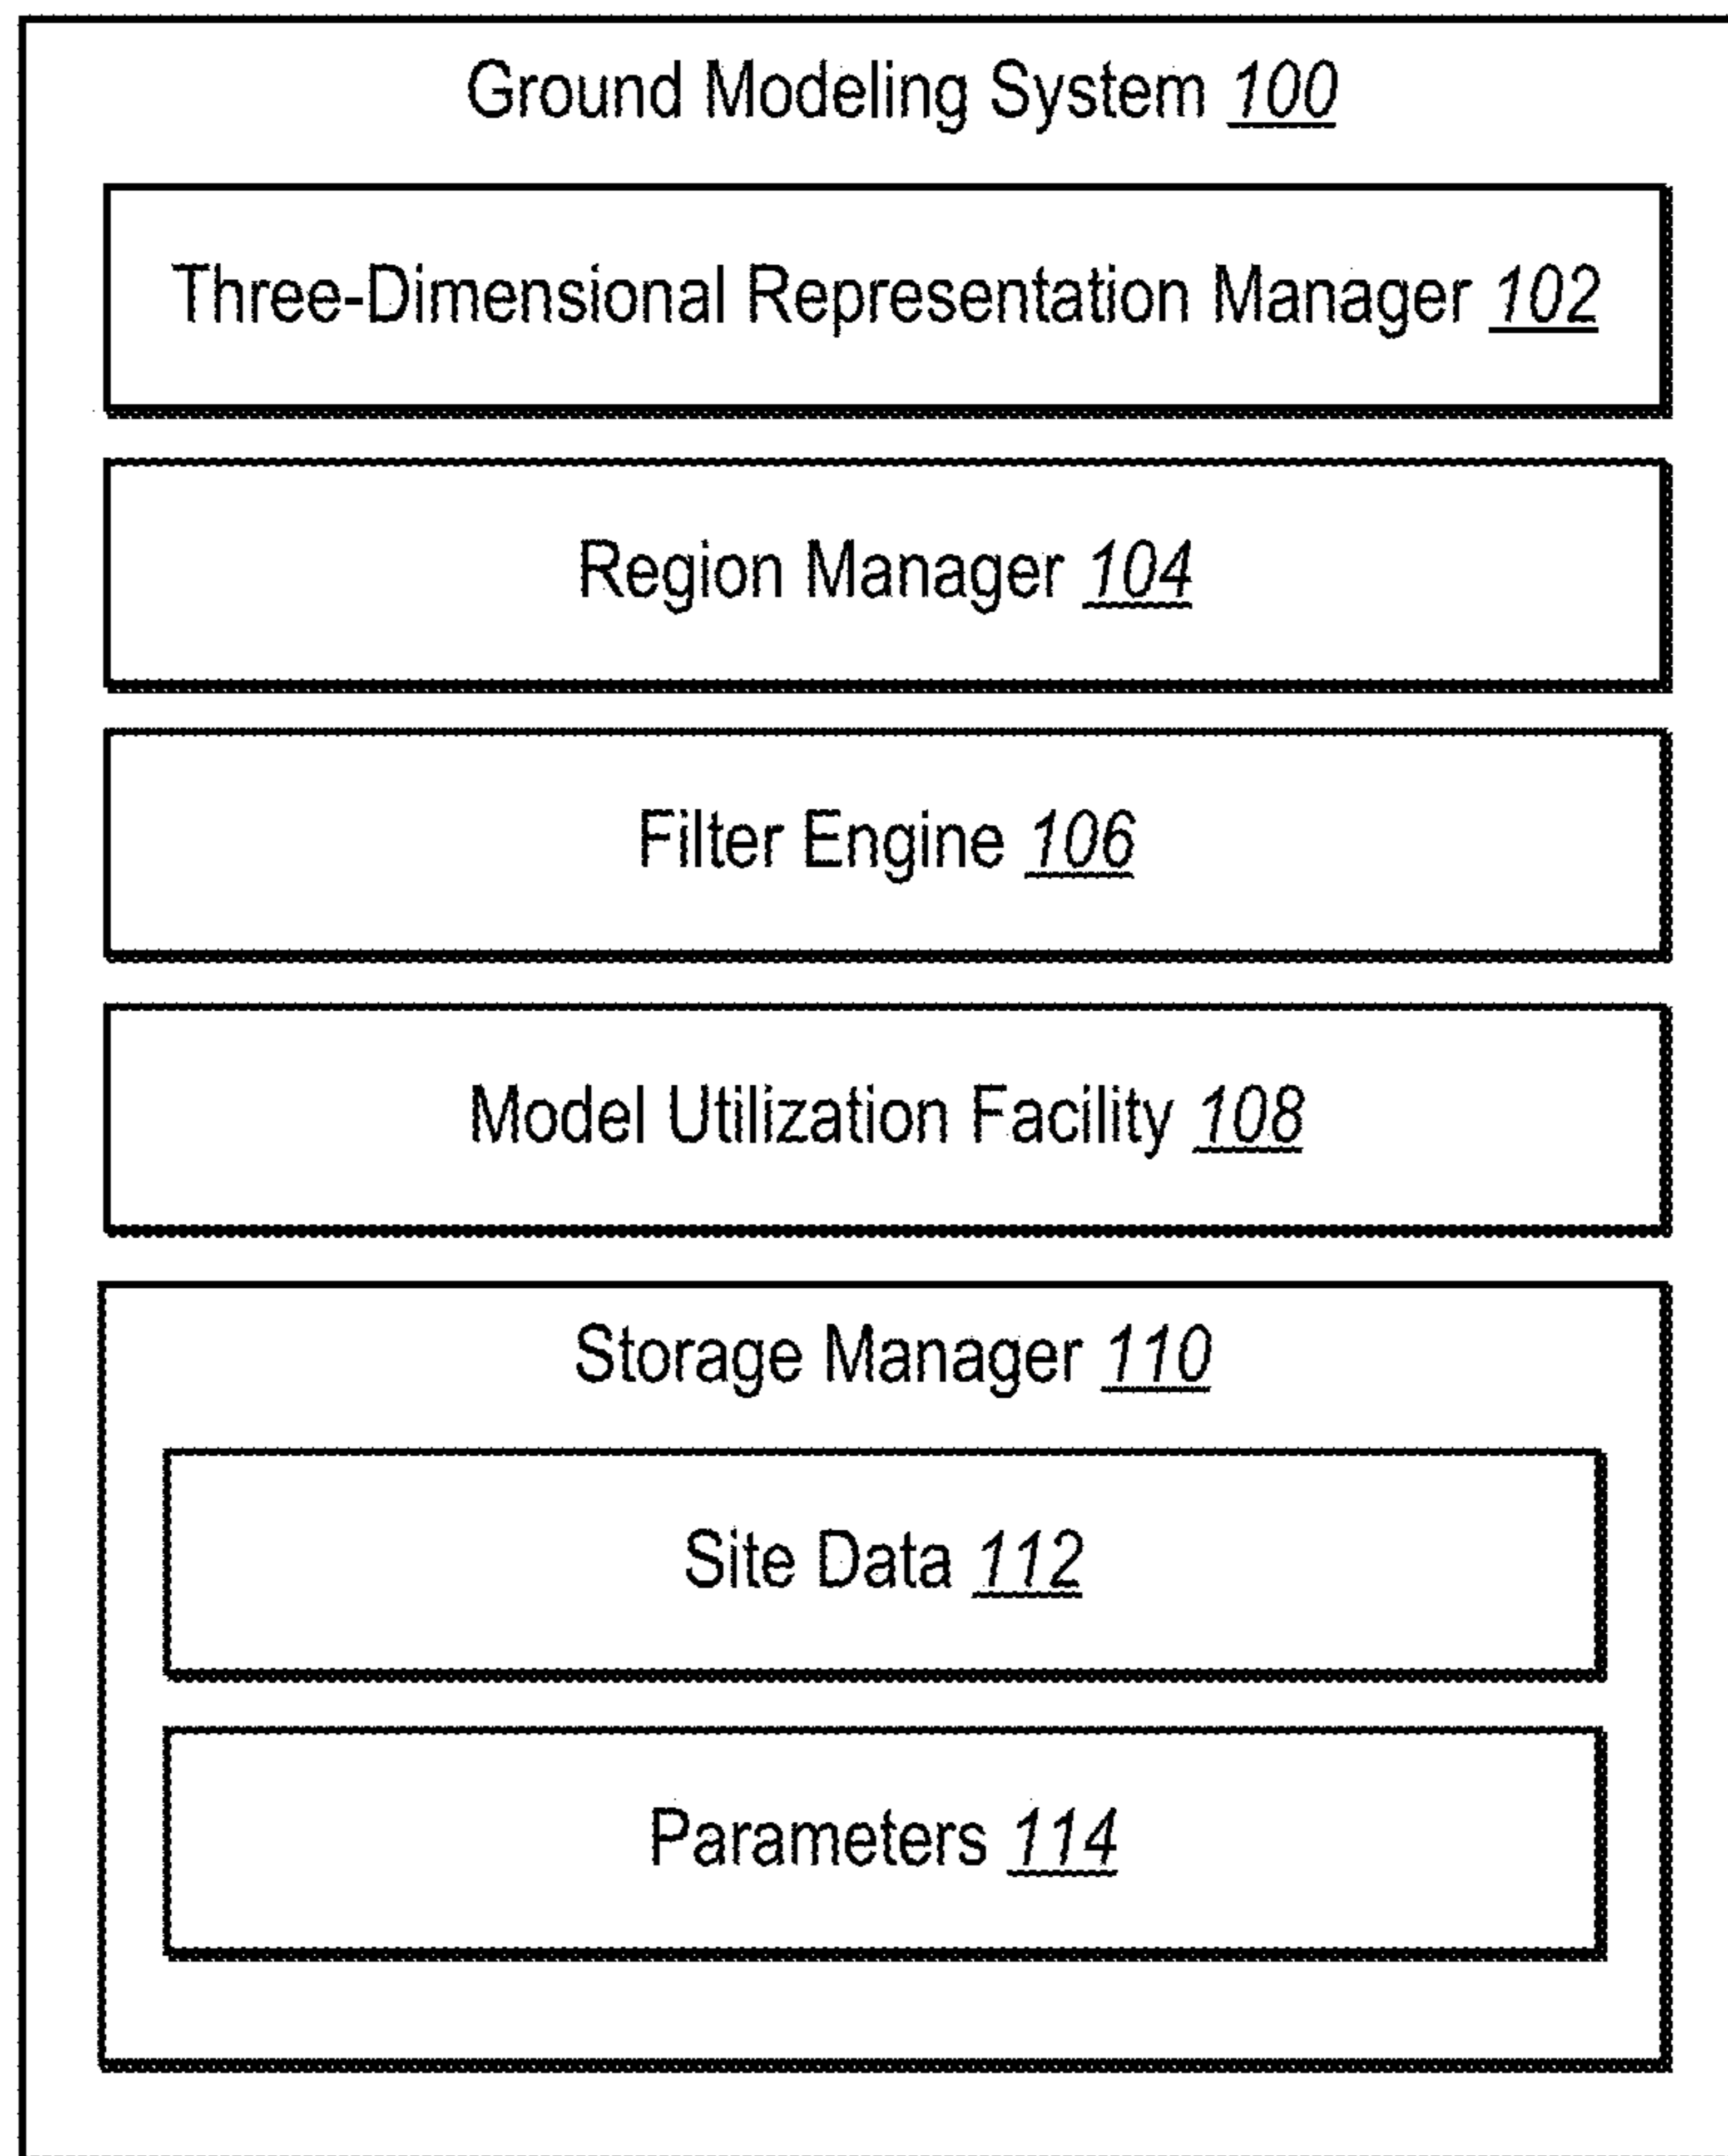 Ground Modeling System 100
Three-Dimensional Representation Manager 102
Region Manager 104
Filter Engine 106
Model Utilization Facility 108
Storage Manager 110
Site Data 112
Parameters 114